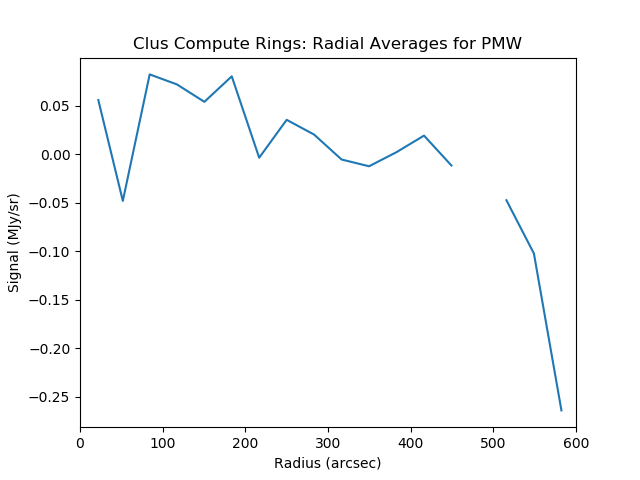 Clus Compute Rings: Radial Averages for PMW
Signal (MJy/sr)
0.05
0.00
−0.05
−0.10
−0.15
−0.20
−0.25
0 100 200 300 400 500 600
Radius (arcsec)